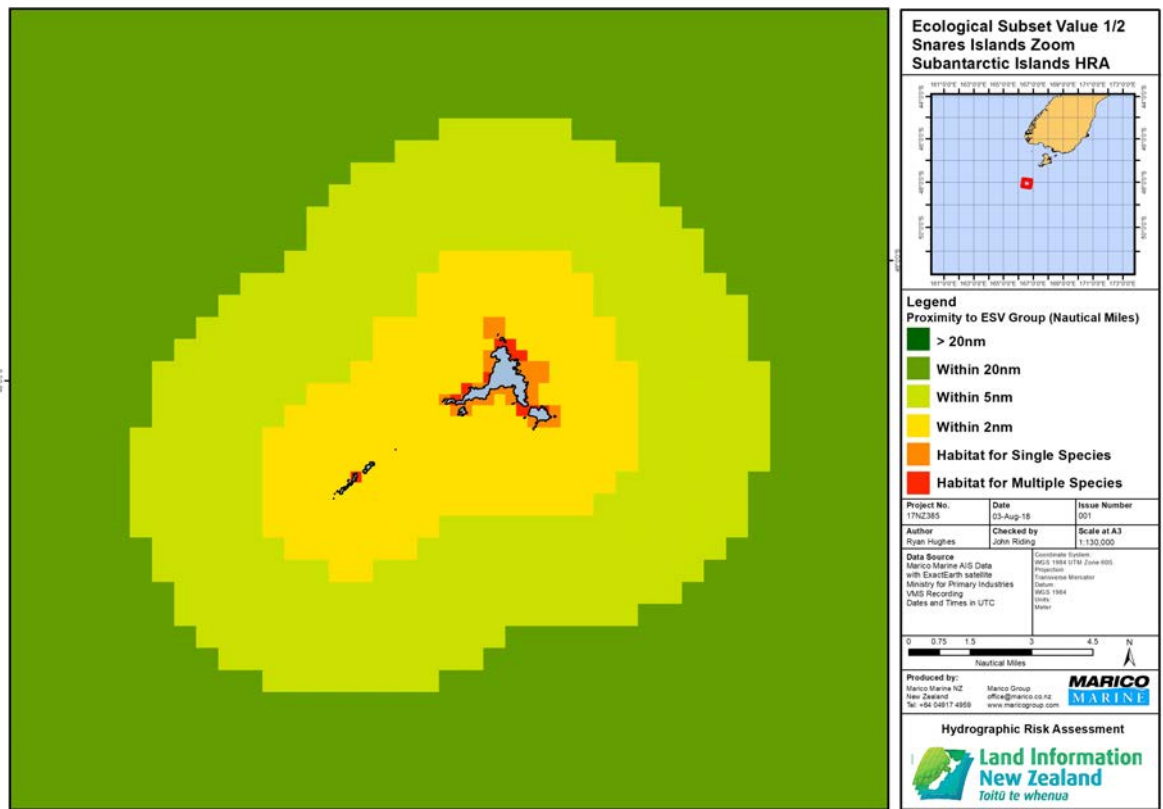 Ecological Subset Value 1/2
Snares Islands Zoom
Subantarctic Islands HRA
Legend
Proximity to ESV Group (Nautical Miles)
> 20nm
Within 20nm
Within 5nm
Within 2nm
Habitat for Single Species
Habitat for Multiple Species
Project No.
17NZ385
Date
03-Aug-16
Issue Number
001
Author
Ryan Hughes
Checked by
John Riding
Scale at A3
1:130,000
Data Source
Marico Marine AIS Data
with ExactEarth satellite
Ministry for Primary Industries
VMS Recording
Dates and Times in UTC
Coordinate System:
WGS 1984 UTM Zone 60S
Projection:
Transverse Mercator
Datum:
WGS 1984
Units:
Meter
0 0.75 1.5 3 4.5
Nautical Miles
N
Produced by:
Marico Marine NZ
New Zealand
Tel: +64 04917 4959
Marico Group
office@marico.co.nz
www.maricogroup.com
MARICO
MARINE
Hydrographic Risk Assessment
Land Information
New Zealand
Toitū te whenua